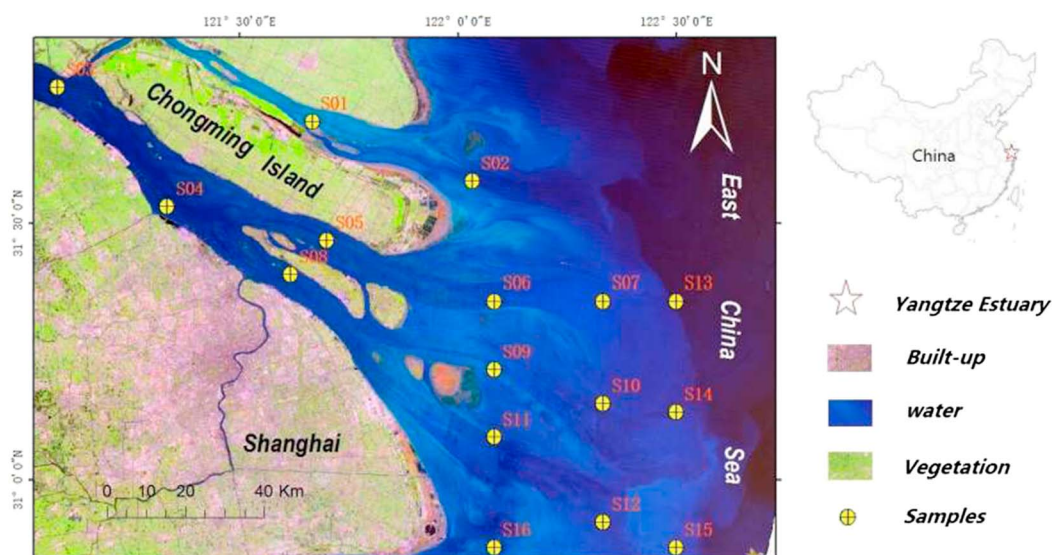 121°30′0″E
122°0′0″E
122°30′0″E
S03
S01
Chongming Island
N
S02
East
China
S04
31°30′0″N
S05
S08
S06
S07
S13
China
Yangtze Estuary
S09
Built-up
S10
S14
water
S11
Shanghai
Sea
Vegetation
31°0′0″N
0 10 20 40 Km
S12
Samples
S16
S15